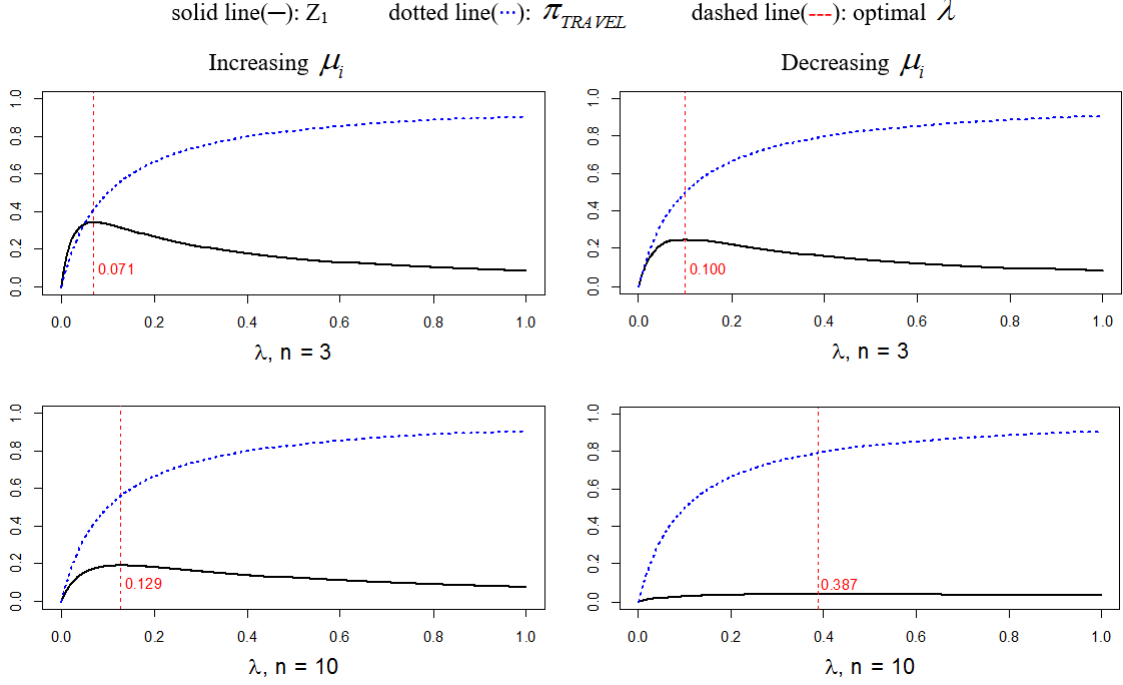 solid line(—): Z₁ dotted line(···): π_TRAVEL dashed line(---): optimal λ
Increasing μᵢ Decreasing μᵢ
1.0 1.0
0.8 0.8
0.6 0.6
0.4 0.4
0.2 0.2
0.071 0.100
0.0 0.0
0.0 0.2 0.4 0.6 0.8 1.0 0.0 0.2 0.4 0.6 0.8 1.0
λ, n = 3 λ, n = 3
1.0 1.0
0.8 0.8
0.6 0.6
0.4 0.4
0.2 0.2
0.129 0.387
0.0 0.0
0.0 0.2 0.4 0.6 0.8 1.0 0.0 0.2 0.4 0.6 0.8 1.0
λ, n = 10 λ, n = 10